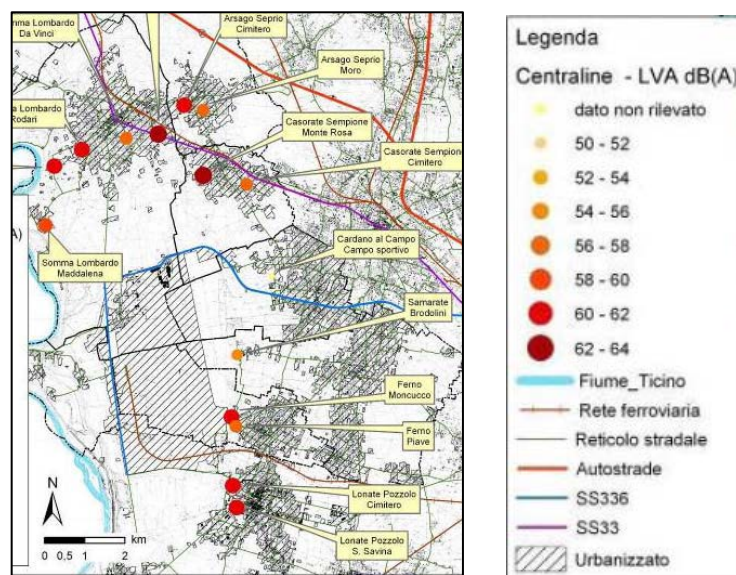 Arsago Seprio
Cimitero
mma Lombardo
Da Vinci
Arsago Seprio
Moro
a Lombardo
Rodari
Casorate Sempione
Monte Rosa
Casorate Sempione
Cimitero
Somma Lombardo
Maddalena
Cardano al Campo
Campo sportivo
Samarate
Brodolini
Ferno
Moncucco
Ferno
Piave
Lonate Pozzolo
Cimitero
Lonate Pozzolo
S. Savina
N
km
0 0,5 1 2
A)
Legenda
Centraline - LVA dB(A)
dato non rilevato
50 - 52
52 - 54
54 - 56
56 - 58
58 - 60
60 - 62
62 - 64
Fiume_Ticino
Rete ferroviaria
Reticolo stradale
Autostrade
SS336
SS33
Urbanizzato